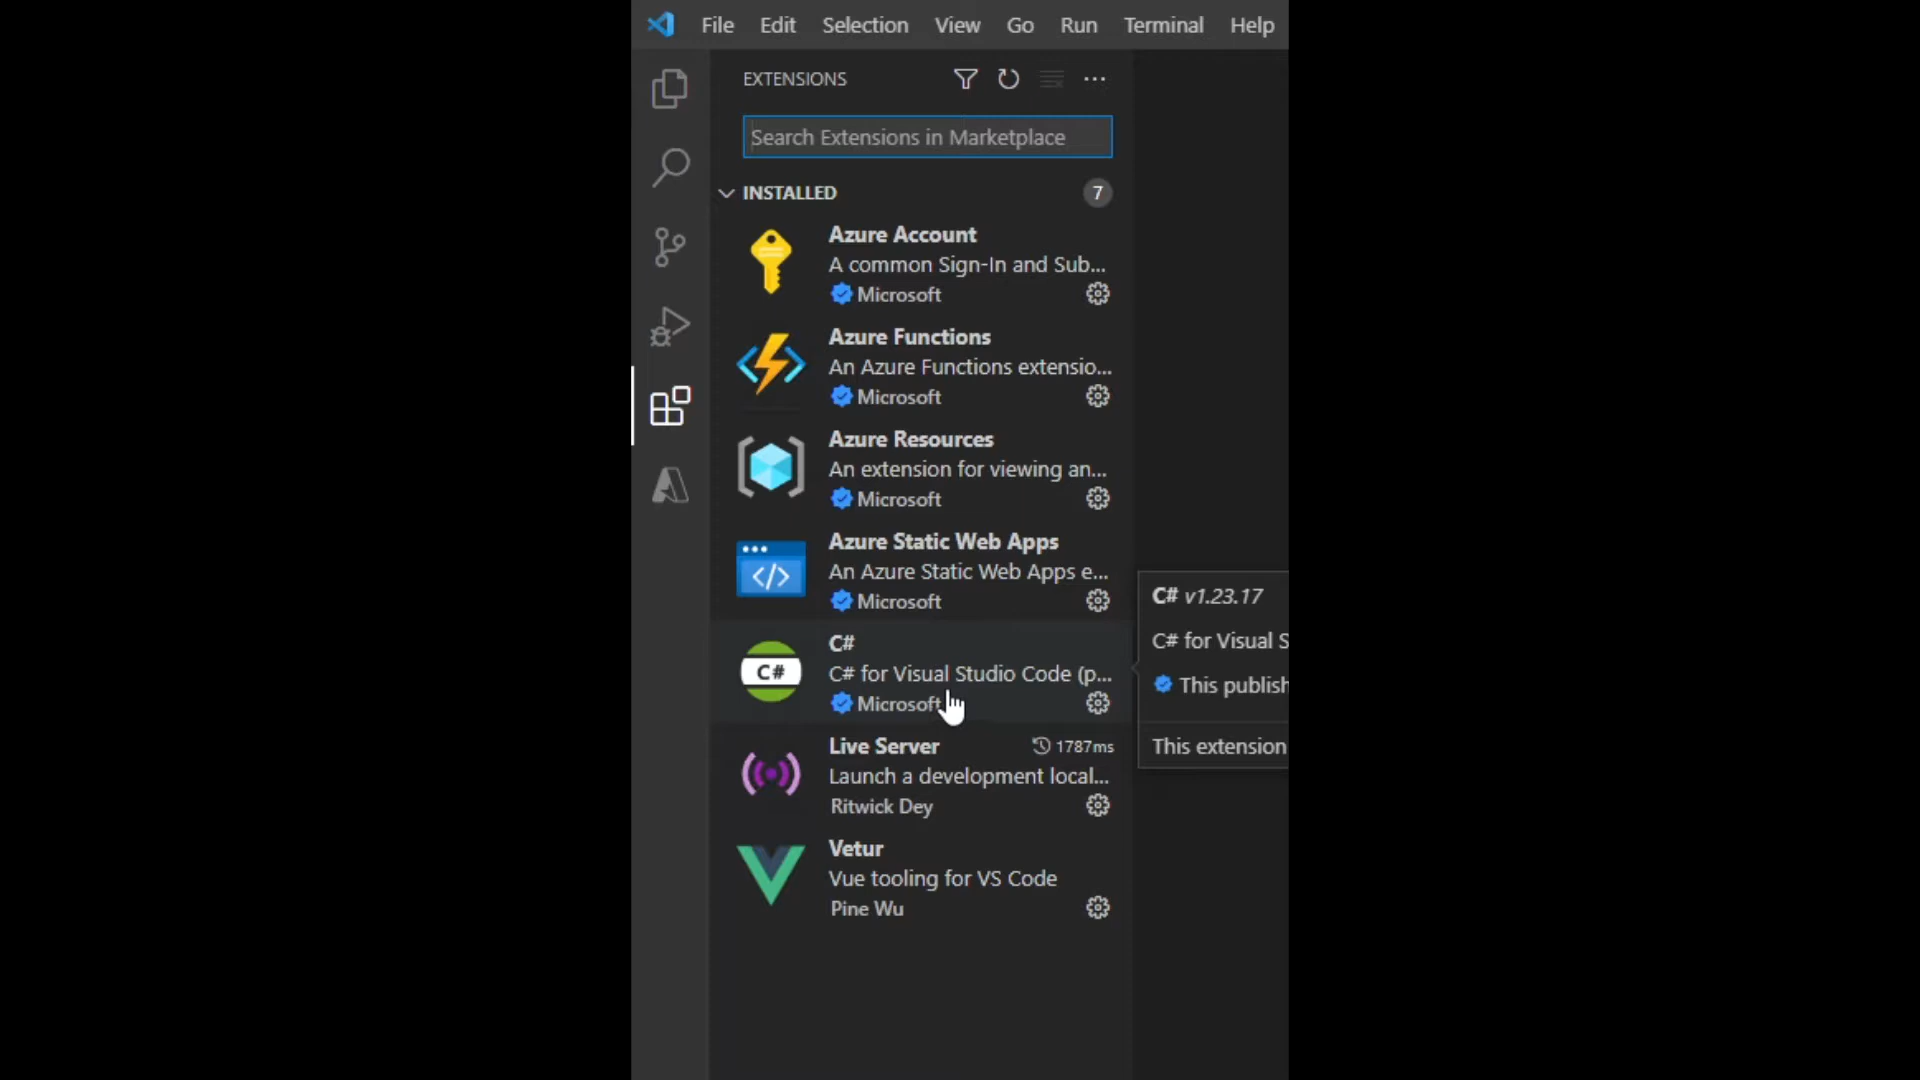 File Edit Selection View Go Run Terminal Help
EXTENSIONS
Search Extensions in Marketplace
INSTALLED 7
Azure Account
A common Sign-In and Sub...
Microsoft
Azure Functions
An Azure Functions extensio...
Microsoft
Azure Resources
An extension for viewing an...
Microsoft
Azure Static Web Apps
An Azure Static Web Apps e...
Microsoft
C#
C#
C# for Visual Studio Code (p...
Microsoft
Live Server 1787ms
Launch a development local...
Ritwick Dey
Vetur
Vue tooling for VS Code
Pine Wu
C# v1.23.17
C# for Visual S
This publish
This extension